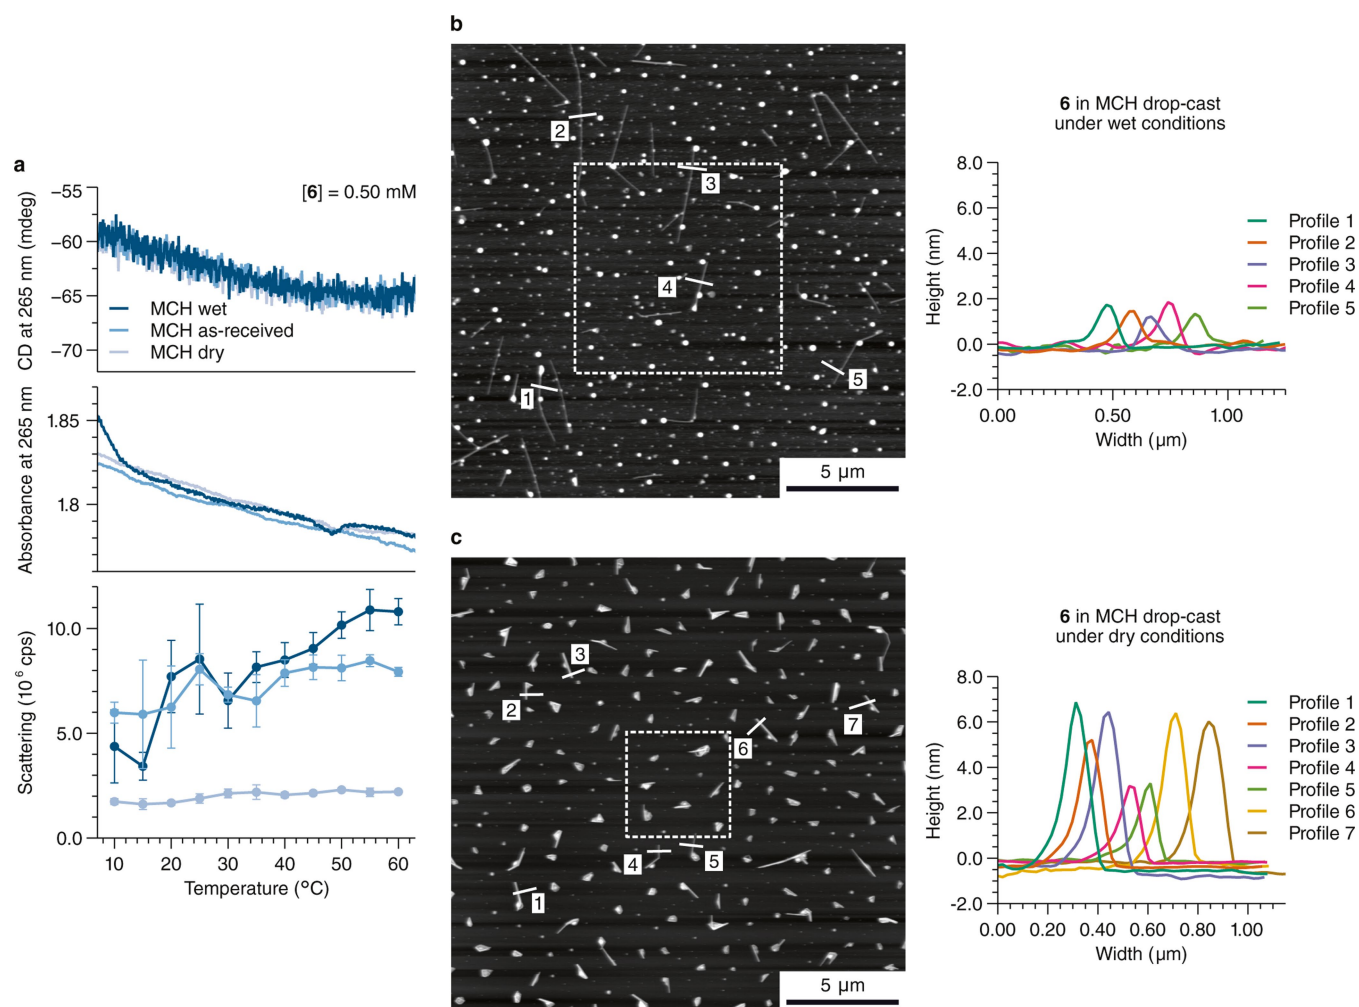 a
CD at 265 nm (mdeg)
−55
−60
−65
−70
[6] = 0.50 mM
MCH wet
MCH as-received
MCH dry
Absorbance at 265 nm
1.85
1.8
Scattering (10⁶ cps)
10.0
5.0
0.0
10 20 30 40 50 60
Temperature (°C)
b
1
2
3
4
5
5 μm
6 in MCH drop-cast
under wet conditions
Height (nm)
8.0
6.0
4.0
2.0
0.0
-2.0
0.00 0.50 1.00
Width (μm)
Profile 1
Profile 2
Profile 3
Profile 4
Profile 5
c
3
2
7
6
4
5
1
5 μm
6 in MCH drop-cast
under dry conditions
Height (nm)
8.0
6.0
4.0
2.0
0.0
-2.0
0.00 0.20 0.40 0.60 0.80 1.00
Width (μm)
Profile 1
Profile 2
Profile 3
Profile 4
Profile 5
Profile 6
Profile 7